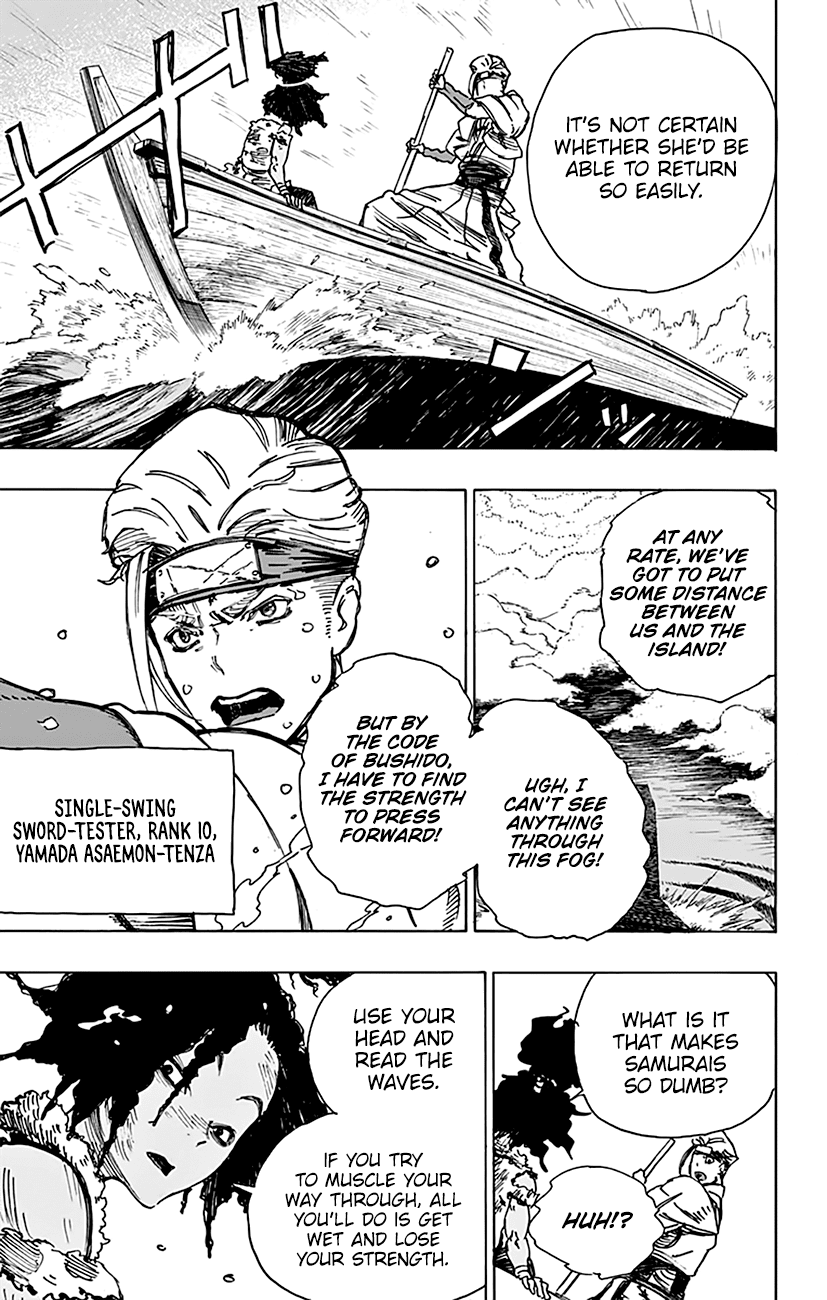 IT'S NOT CERTAIN
WHETHER SHE'D BE
ABLE TO RETURN
SO EASILY.
AT ANY
RATE, WE'VE
GOT TO PUT
SOME DISTANCE
BETWEEN
US AND THE
ISLAND!
UGH, I
CAN'T SEE
ANYTHING
THROUGH
THIS FOG!
BUT BY
THE CODE
OF BUSHIDO,
I HAVE TO FIND
THE STRENGTH
TO PRESS
FORWARD!
SINGLE-SWING
SWORD-TESTER, RANK 10,
YAMADA ASAEMON-TENZA
WHAT IS IT
THAT MAKES
SAMURAIS
SO DUMB?
HUH!?
USE YOUR
HEAD AND
READ THE
WAVES.
IF YOU TRY
TO MUSCLE YOUR
WAY THROUGH, ALL
YOU'LL DO IS GET
WET AND LOSE
YOUR STRENGTH.